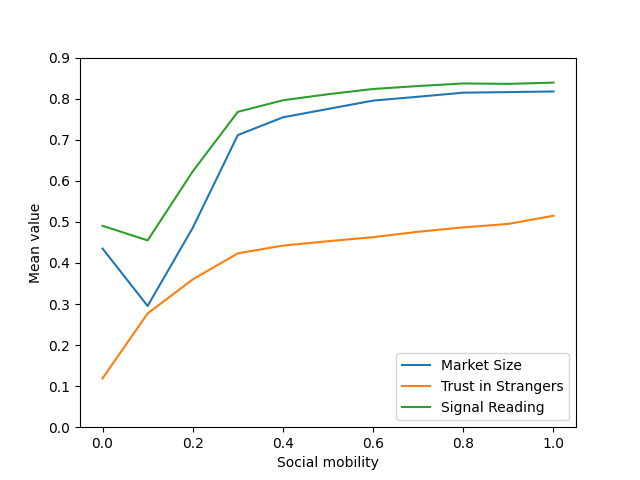 0.9
0.8
0.7
0.6
0.5
0.4
0.3
0.2
0.1
0.0
Mean value
Market Size
Trust in Strangers
Signal Reading
0.0 0.2 0.4 0.6 0.8 1.0
Social mobility